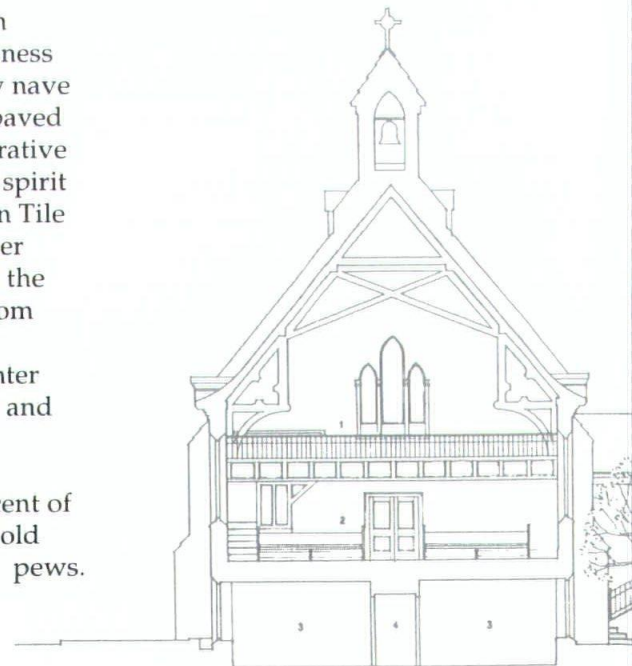 ness
nave
paved
rative
spirit
n Tile
er
the
om
nter
and
ent of
old
pews.
1
2
3 4 3